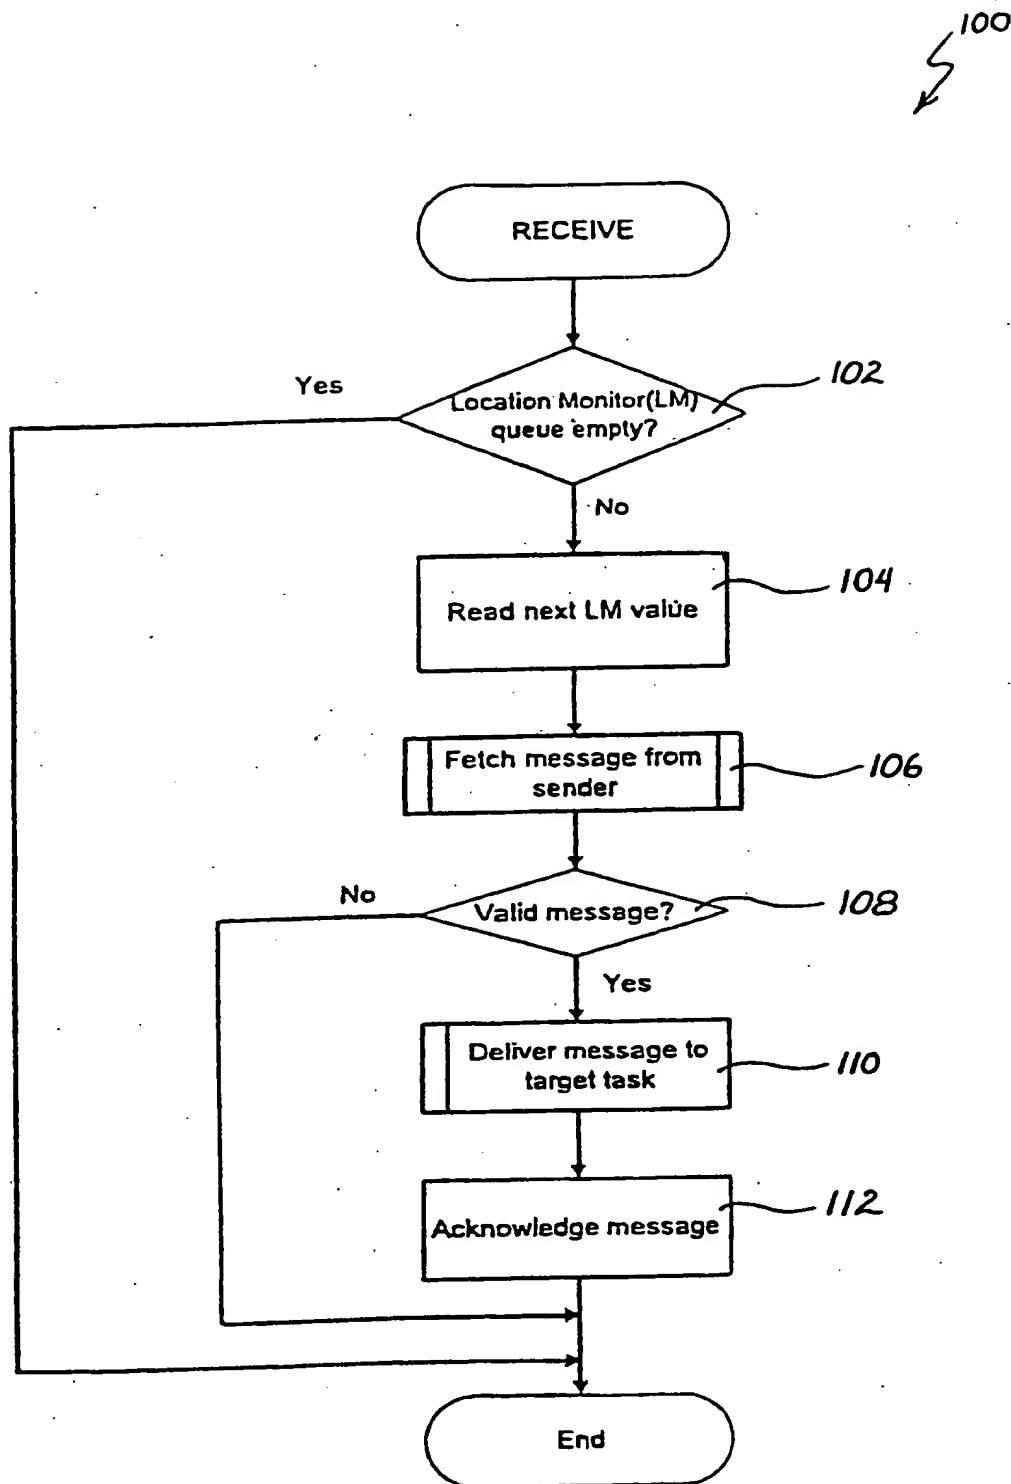 100
RECEIVE
Yes
Location Monitor(LM)
queue empty?
102
No
Read next LM value
104
Fetch message from
sender
106
No
Valid message?
108
Yes
Deliver message to
target task
110
Acknowledge message
112
End